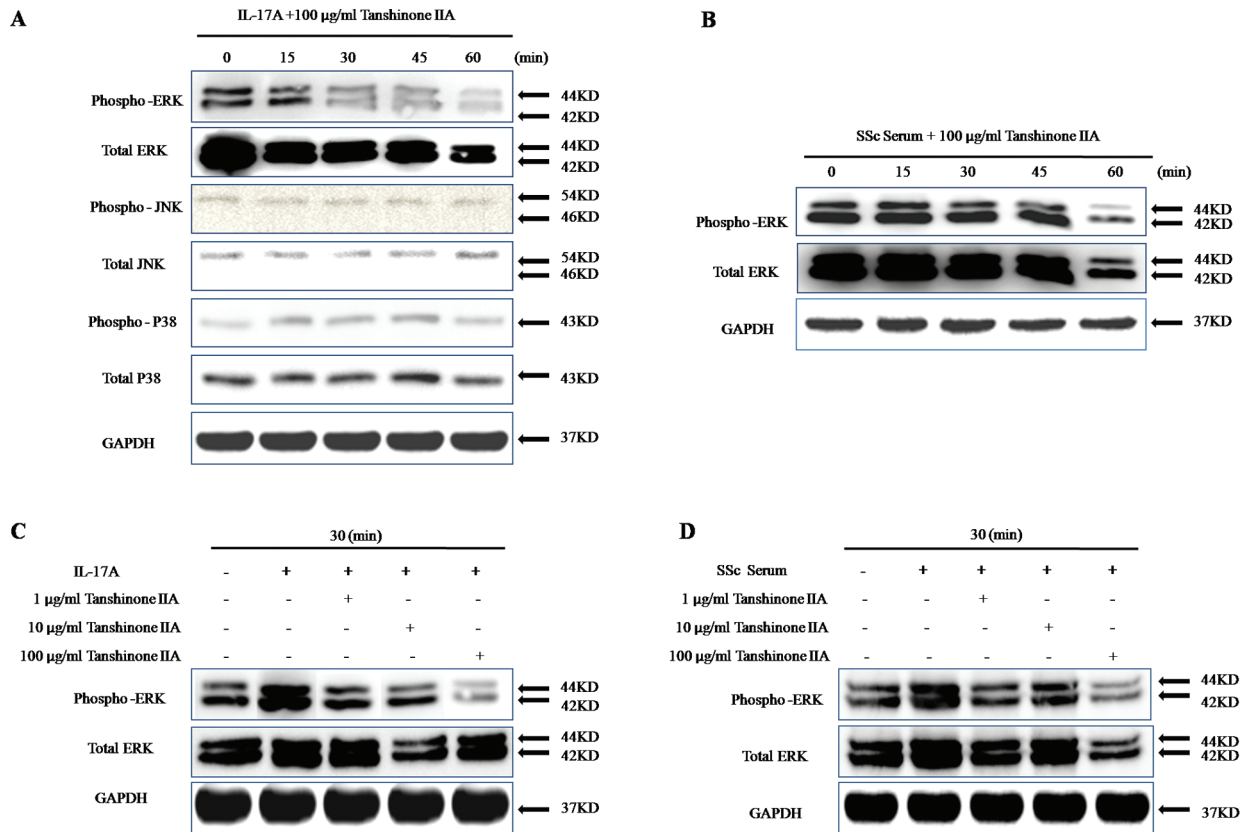 A
IL-17A +100 µg/ml Tanshinone IIA
0 15 30 45 60 (min)
Phospho -ERK
44KD
42KD
Total ERK
44KD
42KD
Phospho -JNK
54KD
46KD
Total JNK
54KD
46KD
Phospho - P38
43KD
Total P38
43KD
GAPDH
37KD
B
SSc Serum + 100 µg/ml Tanshinone IIA
0 15 30 45 60 (min)
Phospho -ERK
44KD
42KD
Total ERK
44KD
42KD
GAPDH
37KD
C
30 (min)
IL-17A - + + + +
1 µg/ml Tanshinone IIA - - + - -
10 µg/ml Tanshinone IIA - - - + -
100 µg/ml Tanshinone IIA - - - - +
Phospho -ERK
44KD
42KD
Total ERK
44KD
42KD
GAPDH
37KD
D
30 (min)
SSc Serum - + + + +
1 µg/ml Tanshinone IIA - - + - -
10 µg/ml Tanshinone IIA - - - + -
100 µg/ml Tanshinone IIA - - - - +
Phospho -ERK
44KD
42KD
Total ERK
44KD
42KD
GAPDH
37KD